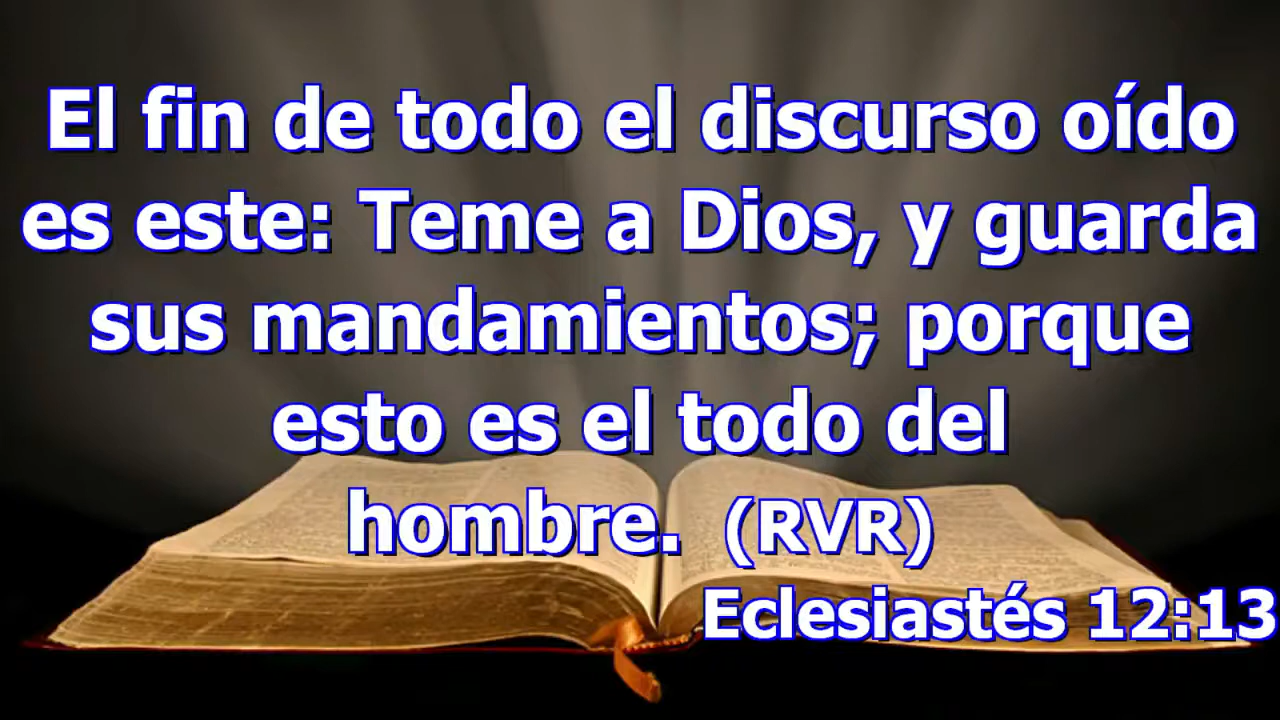 El fin de todo el discurso oído
es este: Teme a Dios, y guarda
sus mandamientos; porque
esto es el todo del
hombre. (RVR)
Eclesiastés 12:13